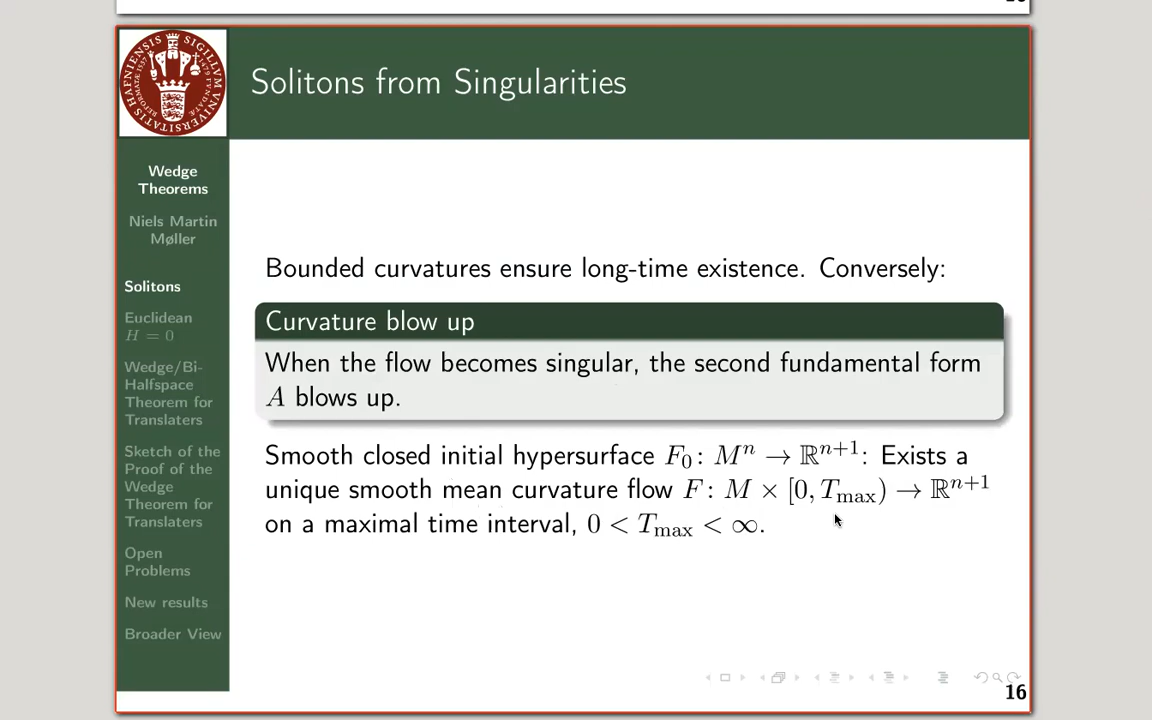 Solitons from Singularities
Wedge
Theorems
Niels Martin
Møller
Solitons
Euclidean
H = 0
Wedge/Bi-
Halfspace
Theorem for
Translaters
Sketch of the
Proof of the
Wedge
Theorem for
Translaters
Open
Problems
New results
Broader View
Bounded curvatures ensure long-time existence. Conversely:
Curvature blow up
When the flow becomes singular, the second fundamental form
A blows up.
Smooth closed initial hypersurface F₀ : Mⁿ → ℝⁿ⁺¹: Exists a
unique smooth mean curvature flow F : M × [0, Tmax) → ℝⁿ⁺¹
on a maximal time interval, 0 < Tmax < ∞.
16